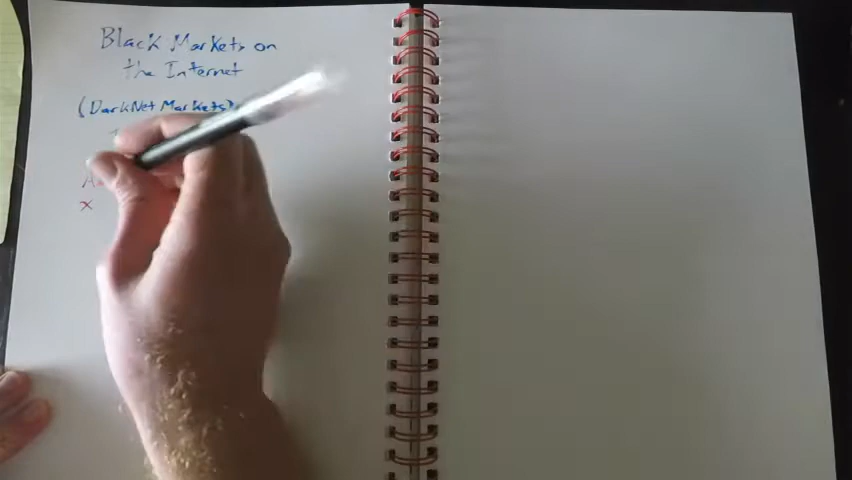 Black Markets on
the Internet
(DarkNet Markets)
x